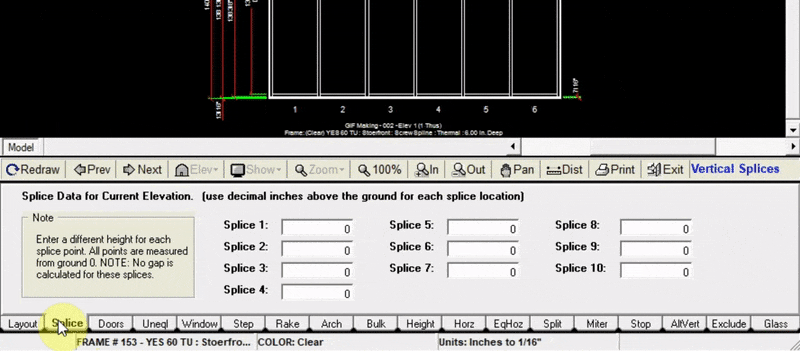 1 2 3 4 5 6
GIF Making - 002 - Elev 1 (1 Thus)
Frame: (Clear) YES 60 TU : Stoerfront : Screw Spline : Thermal : 6.00 in. Deep
Model
Redraw Prev Next Elev Show Zoom 100% In Out Pan Dist Print Exit Vertical Splices
Splice Data for Current Elevation. (use decimal inches above the ground for each splice location)
Note
Enter a different height for each
splice point. All points are measured
from ground 0. NOTE: No gap is
calculated for these splices.
Splice 1: 0 Splice 5: 0 Splice 8: 0
Splice 2: 0 Splice 6: 0 Splice 9: 0
Splice 3: 0 Splice 7: 0 Splice 10: 0
Splice 4: 0
Layout Splice Doors Uneql Window Step Rake Arch Bulk Height Horz EqHoz Split Miter Stop AltVert Exclude Glass
FRAME # 153 - YES 60 TU : Stoerfro... COLOR: Clear Units: Inches to 1/16"